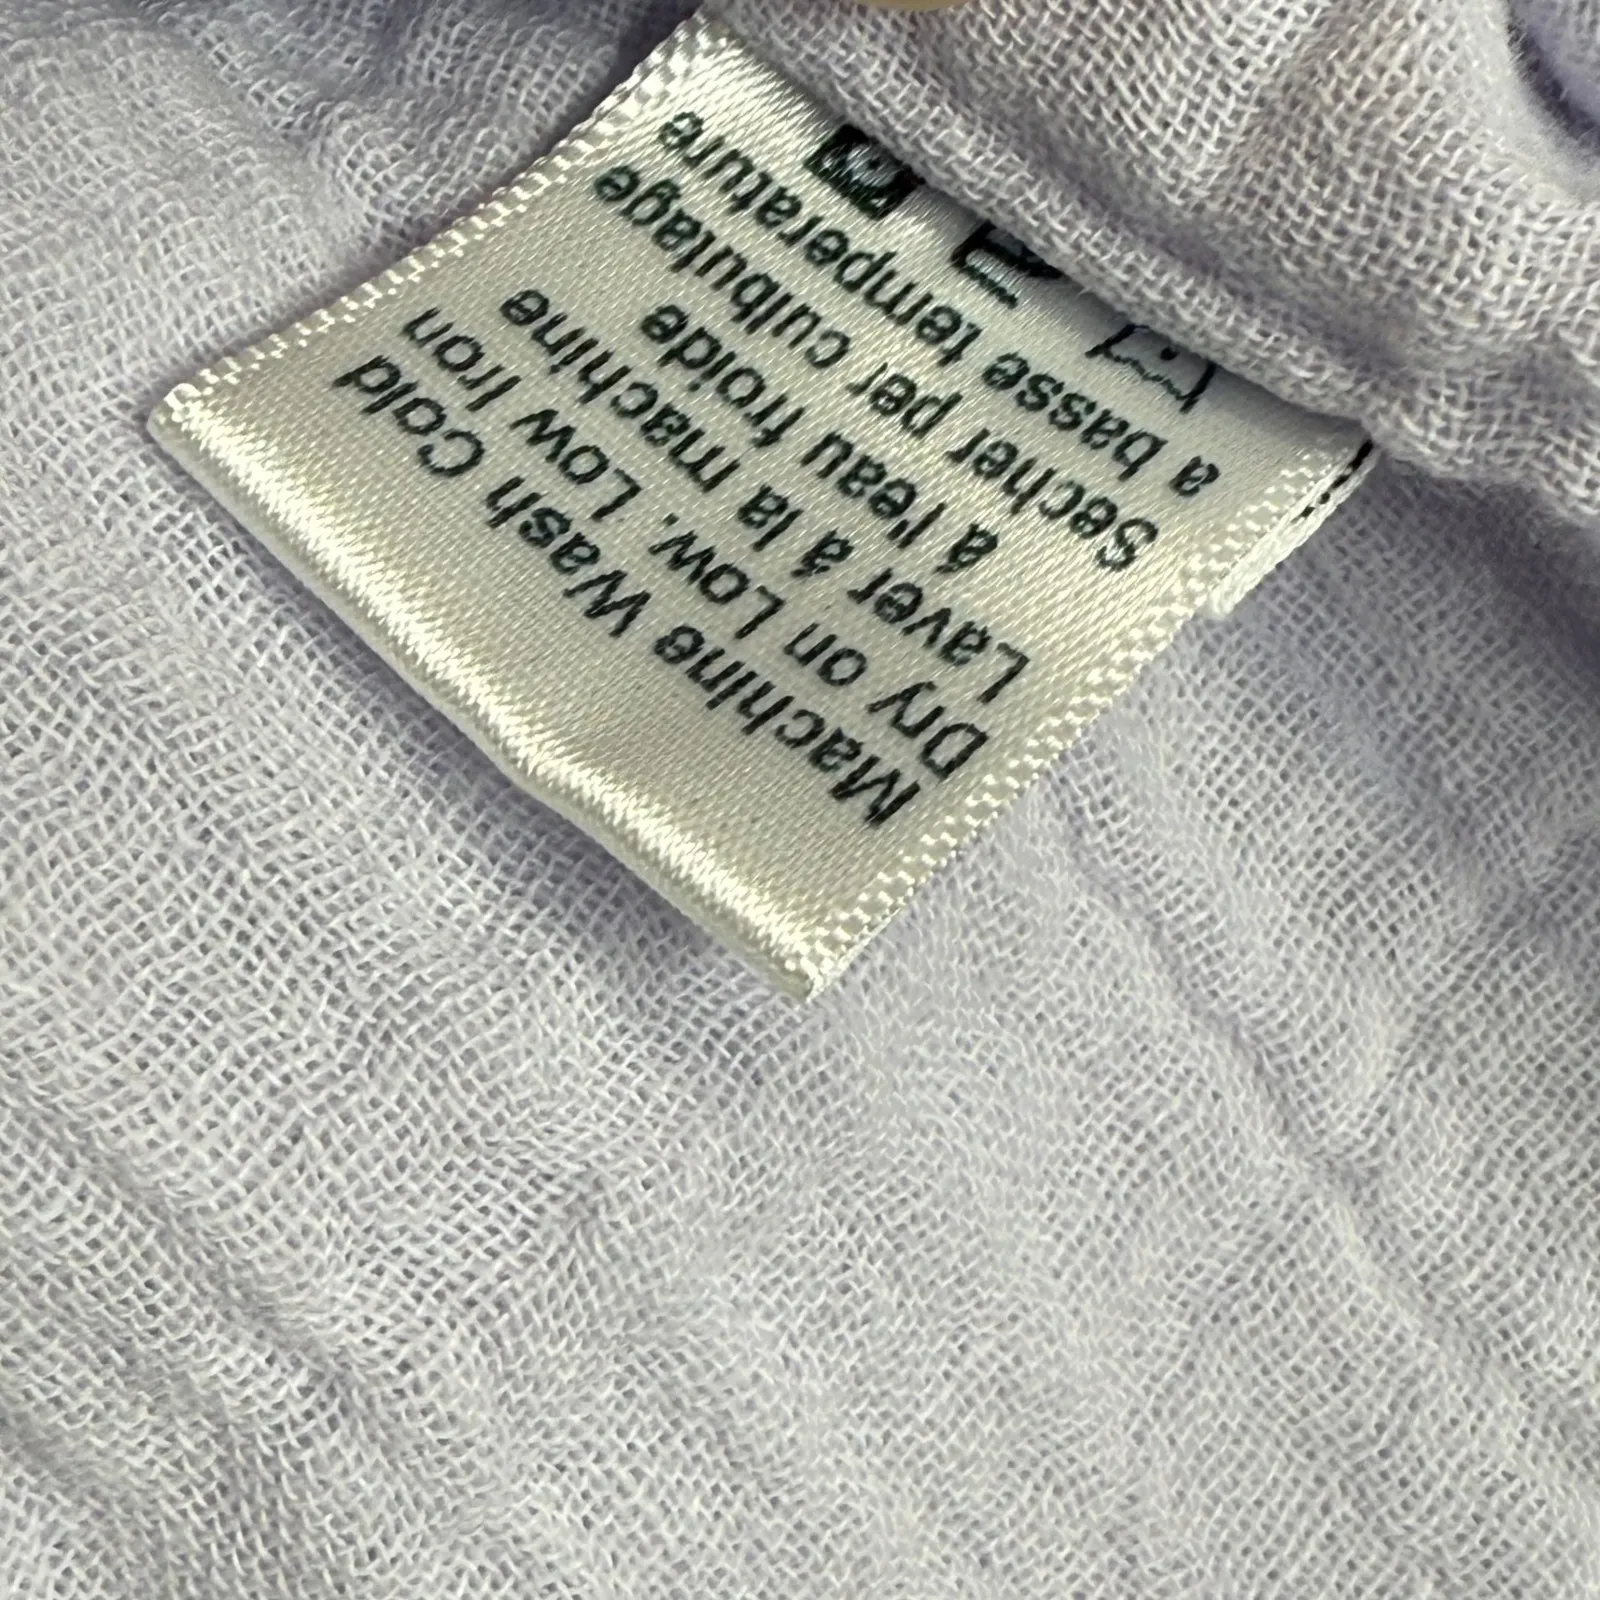 Machine Wash Cold
Dry on Low. Low Iron
Laver á la machine
á l'eau froide
Secher per culbutage
a basse temperature